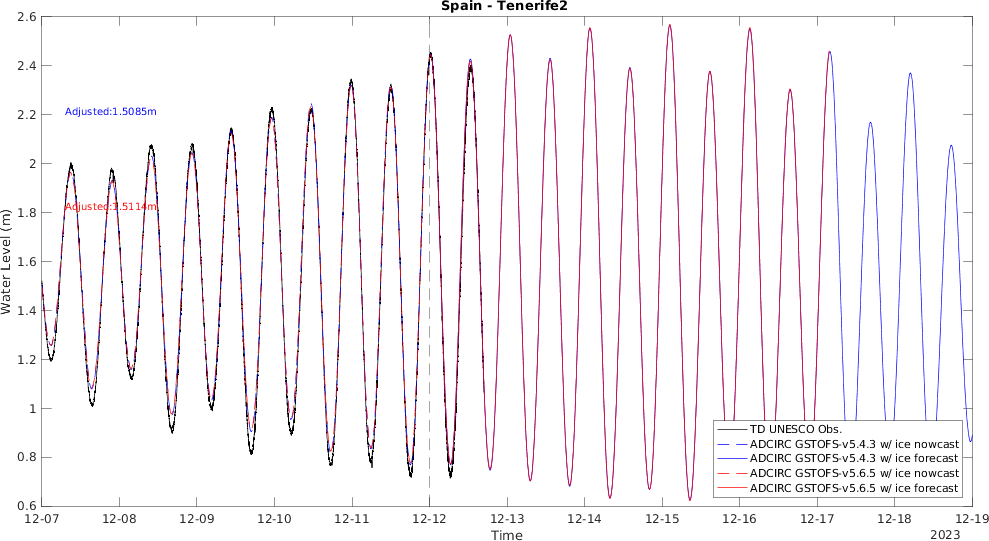 Spain - Tenerife2
2.6
2.4
2.2
2
1.8
1.6
1.4
1.2
1
0.8
0.6
Water Level (m)
Adjusted:1.5085m
Adjusted:1.5114m
TD UNESCO Obs.
ADCIRC GSTOFS-v5.4.3 w/ ice nowcast
ADCIRC GSTOFS-v5.4.3 w/ ice forecast
ADCIRC GSTOFS-v5.6.5 w/ ice nowcast
ADCIRC GSTOFS-v5.6.5 w/ ice forecast
12-07 12-08 12-09 12-10 12-11 12-12 12-13 12-14 12-15 12-16 12-17 12-18 12-19
Time
2023